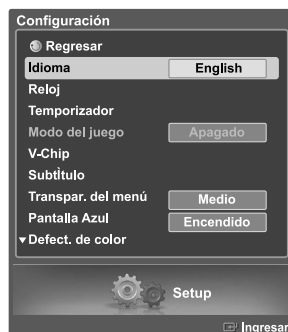 Configuración
Regresar
Idioma English
Reloj
Temporizador
Modo del juego Apagado
V-Chip
SubtÌtulo
Transpar. del menú Medio
Pantalla Azul Encendido
▼Defect. de color
Setup
Ingresar